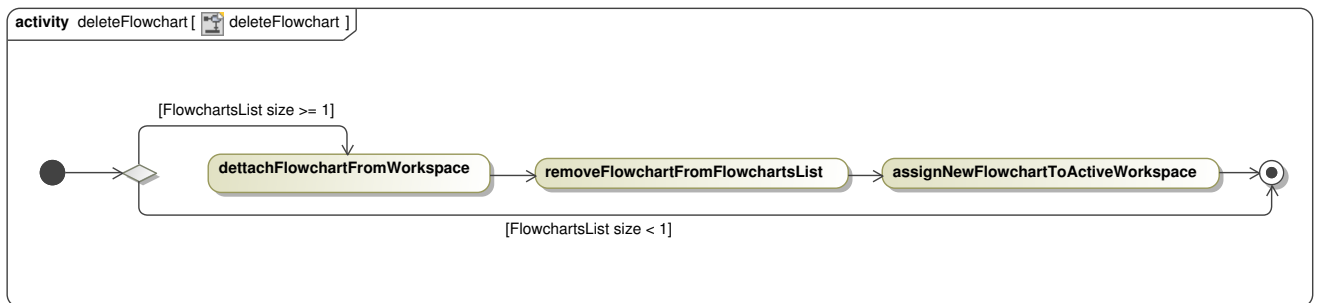 activity deleteFlowchart [ deleteFlowchart ]
[FlowchartsList size >= 1]
dettachFlowchartFromWorkspace
removeFlowchartFromFlowchartsList
assignNewFlowchartToActiveWorkspace
[FlowchartsList size < 1]